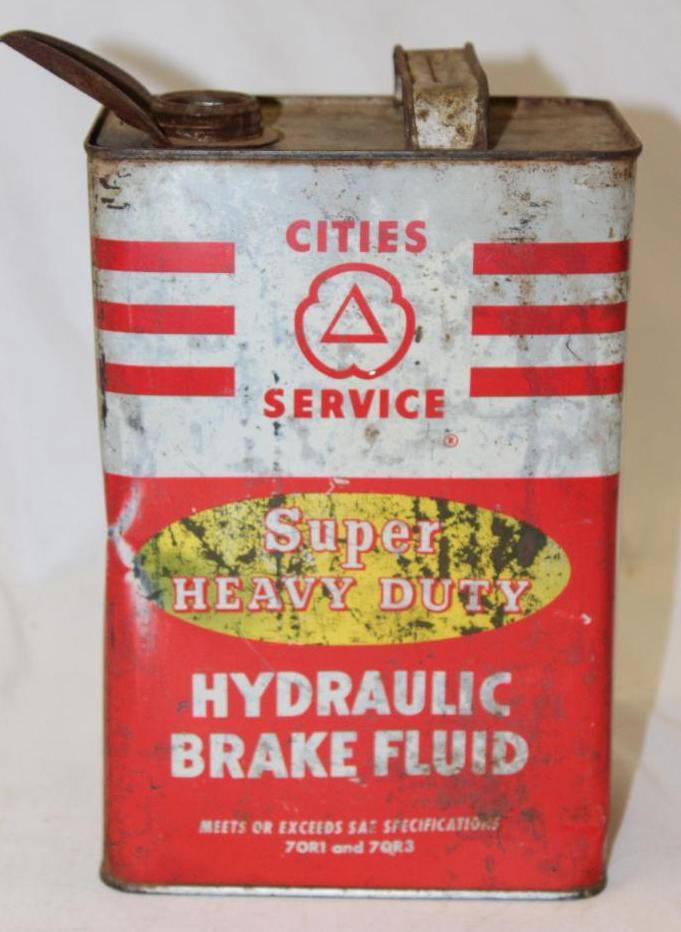 CITIES
SERVICE
®
Super
HEAVY DUTY
HYDRAULIC
BRAKE FLUID
MEETS OR EXCEEDS SAE SPECIFICATIONS
70R1 and 70R3